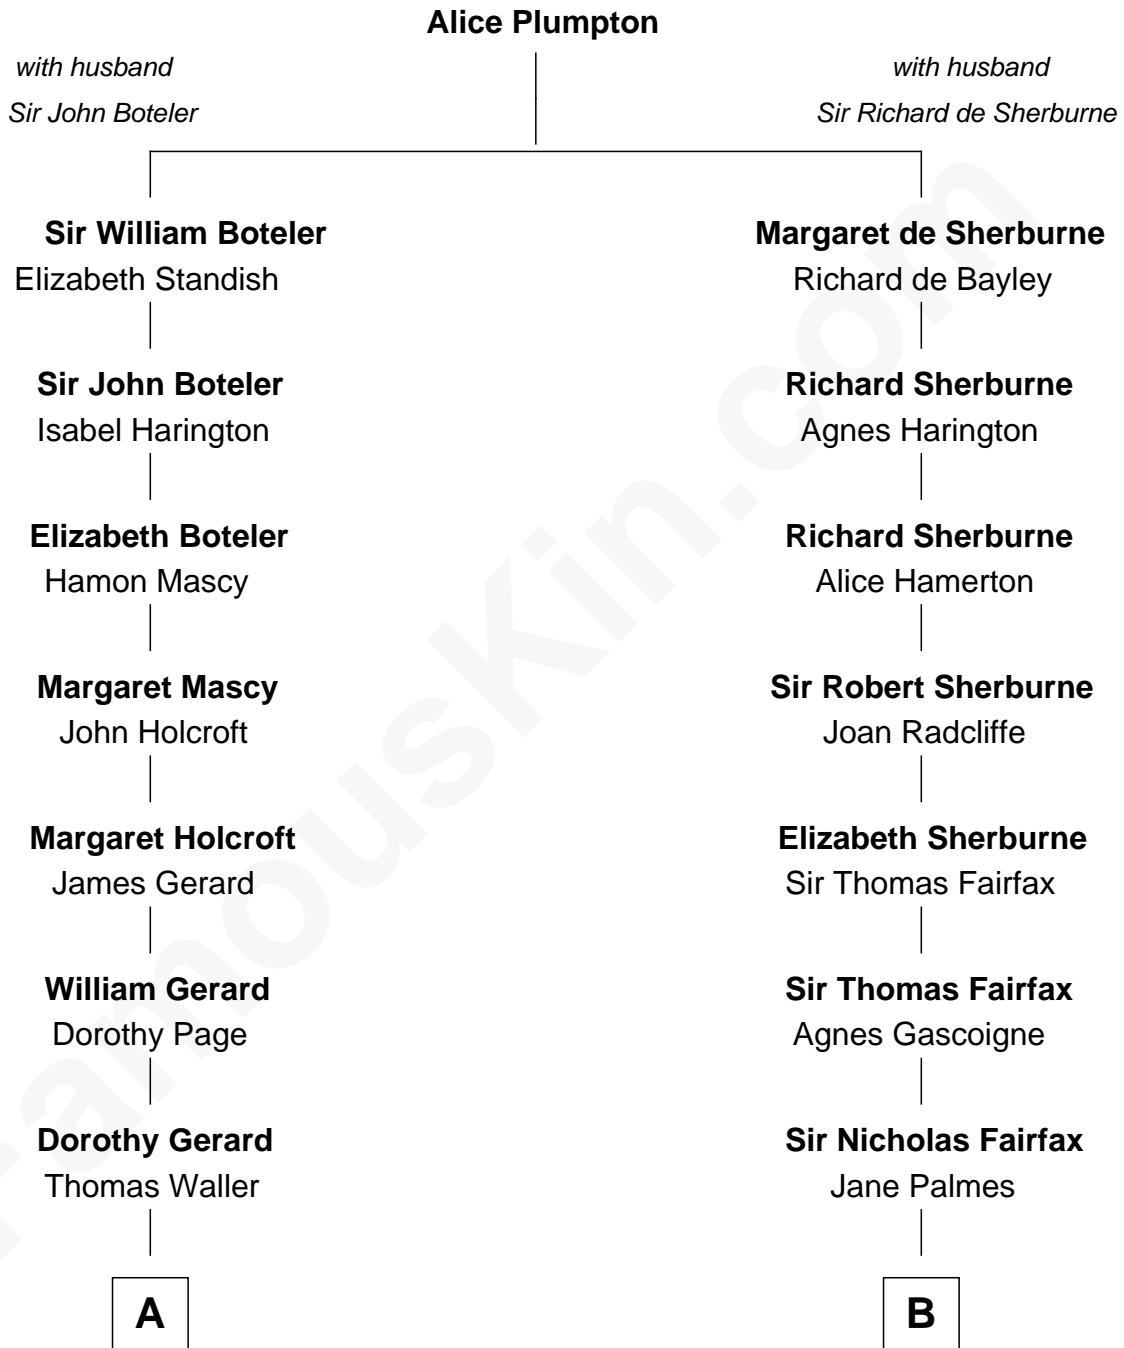 Alice Plumpton
with husband
Sir John Boteler
with husband
Sir Richard de Sherburne
Sir William Boteler
Elizabeth Standish
Margaret de Sherburne
Richard de Bayley
Sir John Boteler
Isabel Harington
Richard Sherburne
Agnes Harington
Elizabeth Boteler
Hamon Mascy
Richard Sherburne
Alice Hamerton
Margaret Mascy
John Holcroft
Sir Robert Sherburne
Joan Radcliffe
Margaret Holcroft
James Gerard
Elizabeth Sherburne
Sir Thomas Fairfax
William Gerard
Dorothy Page
Sir Thomas Fairfax
Agnes Gascoigne
Dorothy Gerard
Thomas Waller
Sir Nicholas Fairfax
Jane Palmes
A
B
FamousKin.com